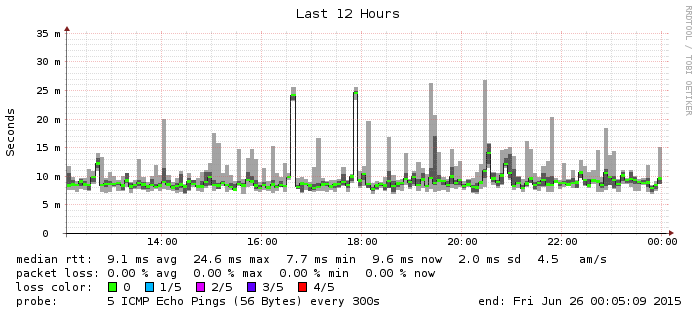 Last 12 Hours
RRDTOOL / TOBI OETIKER
Seconds
35 m
30 m
25 m
20 m
15 m
10 m
5 m
0
14:00 16:00 18:00 20:00 22:00 00:00
median rtt: 9.1 ms avg 24.6 ms max 7.7 ms min 9.6 ms now 2.0 ms sd 4.5 am/s
packet loss: 0.00 % avg 0.00 % max 0.00 % min 0.00 % now
loss color: 0 1/5 2/5 3/5 4/5
probe: 5 ICMP Echo Pings (56 Bytes) every 300s end: Fri Jun 26 00:05:09 2015